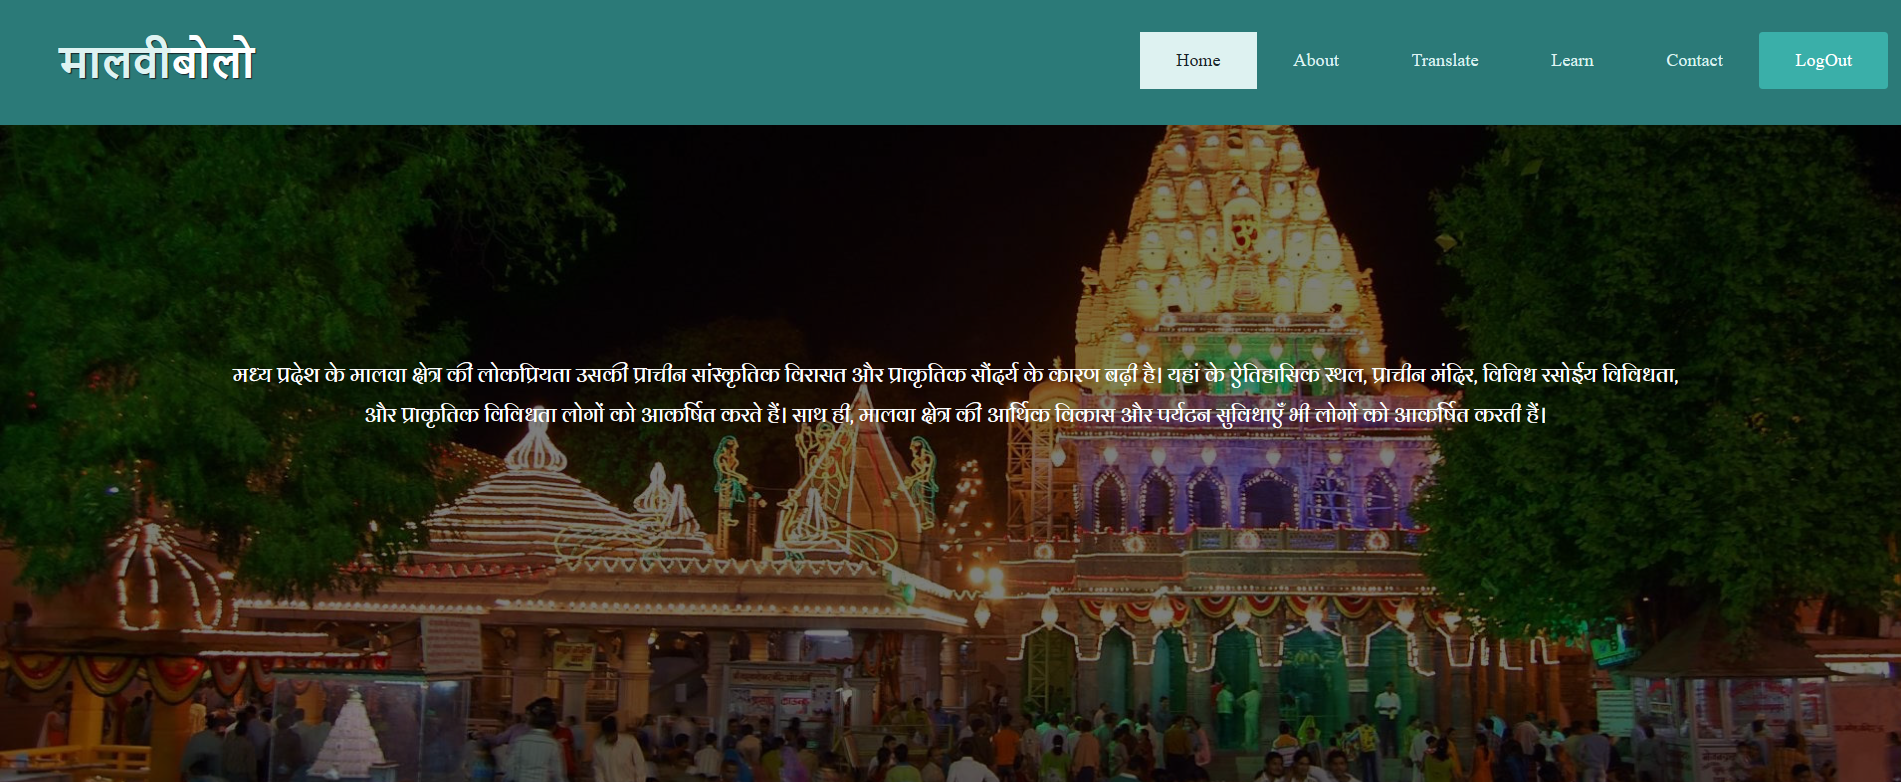 मालवीबोलो
Home About Translate Learn Contact LogOut
ॐ
मध्य प्रदेश के मालवा क्षेत्र की लोकप्रियता उसकी प्राचीन सांस्कृतिक विरासत और प्राकृतिक सौंदर्य के कारण बढ़ी है। यहां के ऐतिहासिक स्थल, प्राचीन मंदिर, विविध रसोईय विविधता,
और प्राकृतिक विविधता लोगों को आकर्षित करते हैं। साथ ही, मालवा क्षेत्र की आर्थिक विकास और पर्यटन सुविधाएँ भी लोगों को आकर्षित करती हैं।